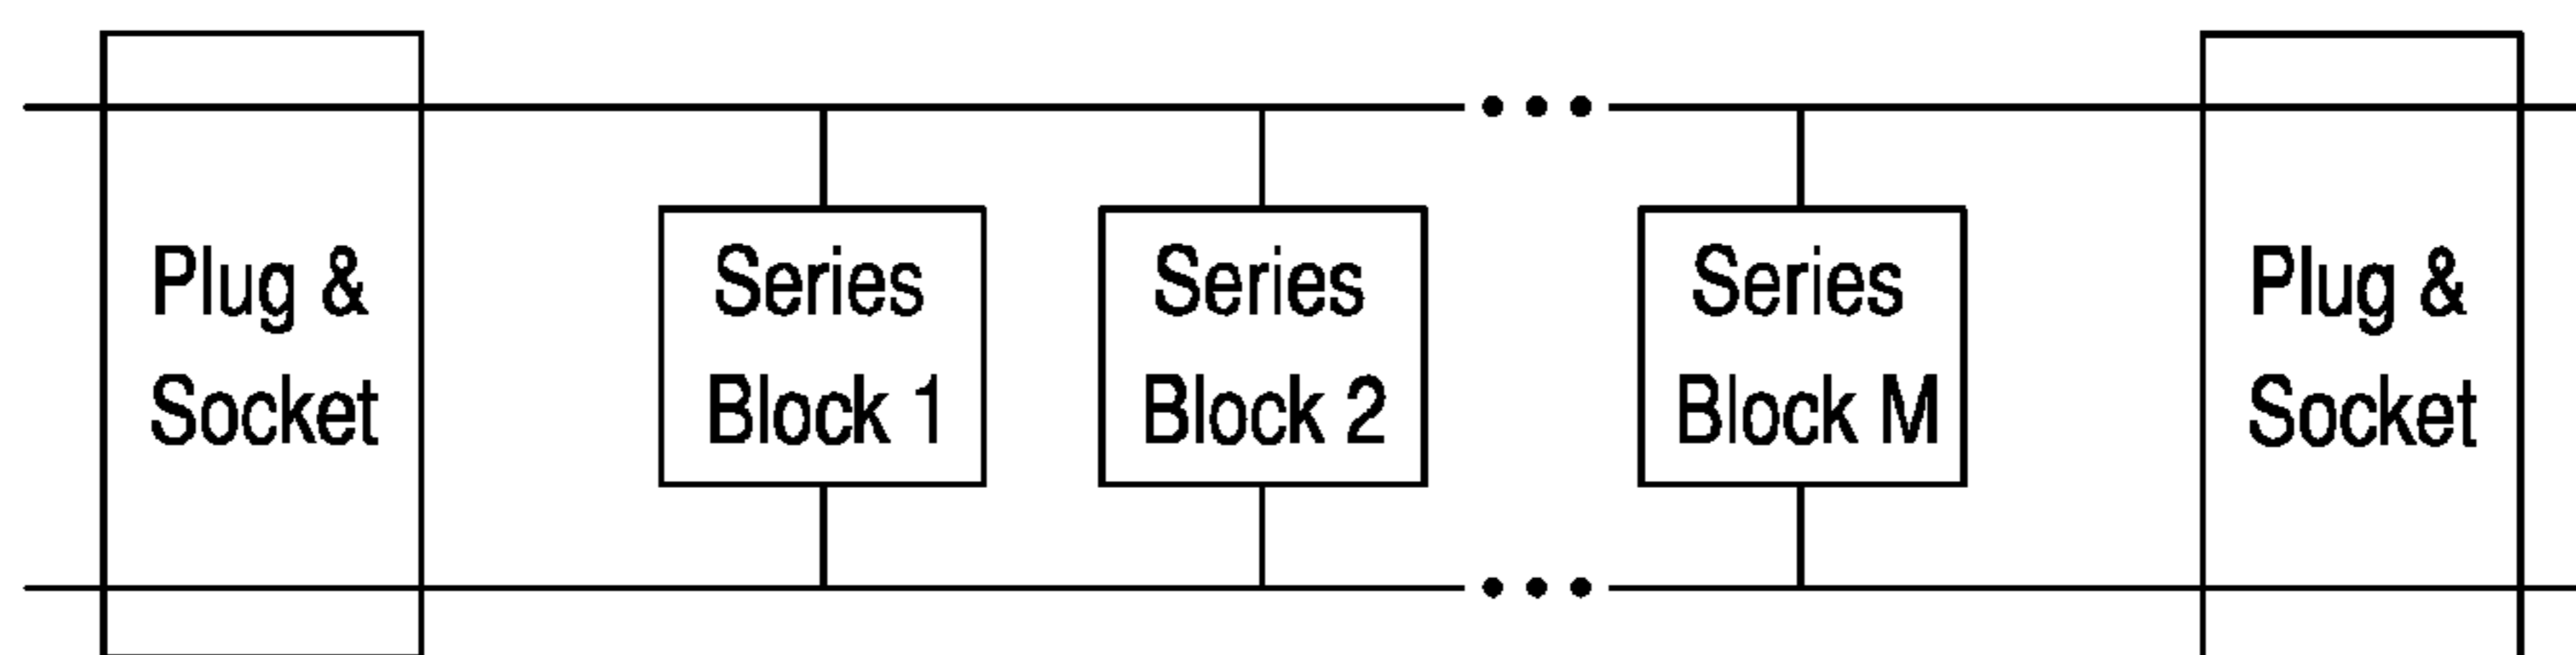 Plug &
Socket
Series
Block 1
Series
Block 2
Series
Block M
Plug &
Socket